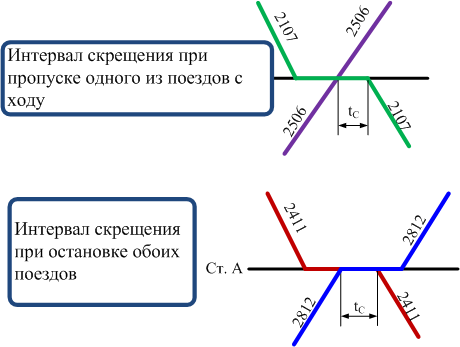 2107
2506
Интервал скрещения при
пропуске одного из поездов с
ходу
2506
tC
2107
2411
2812
Интервал скрещения
при остановке обоих
поездов
Ст. А
2812
tC
2411